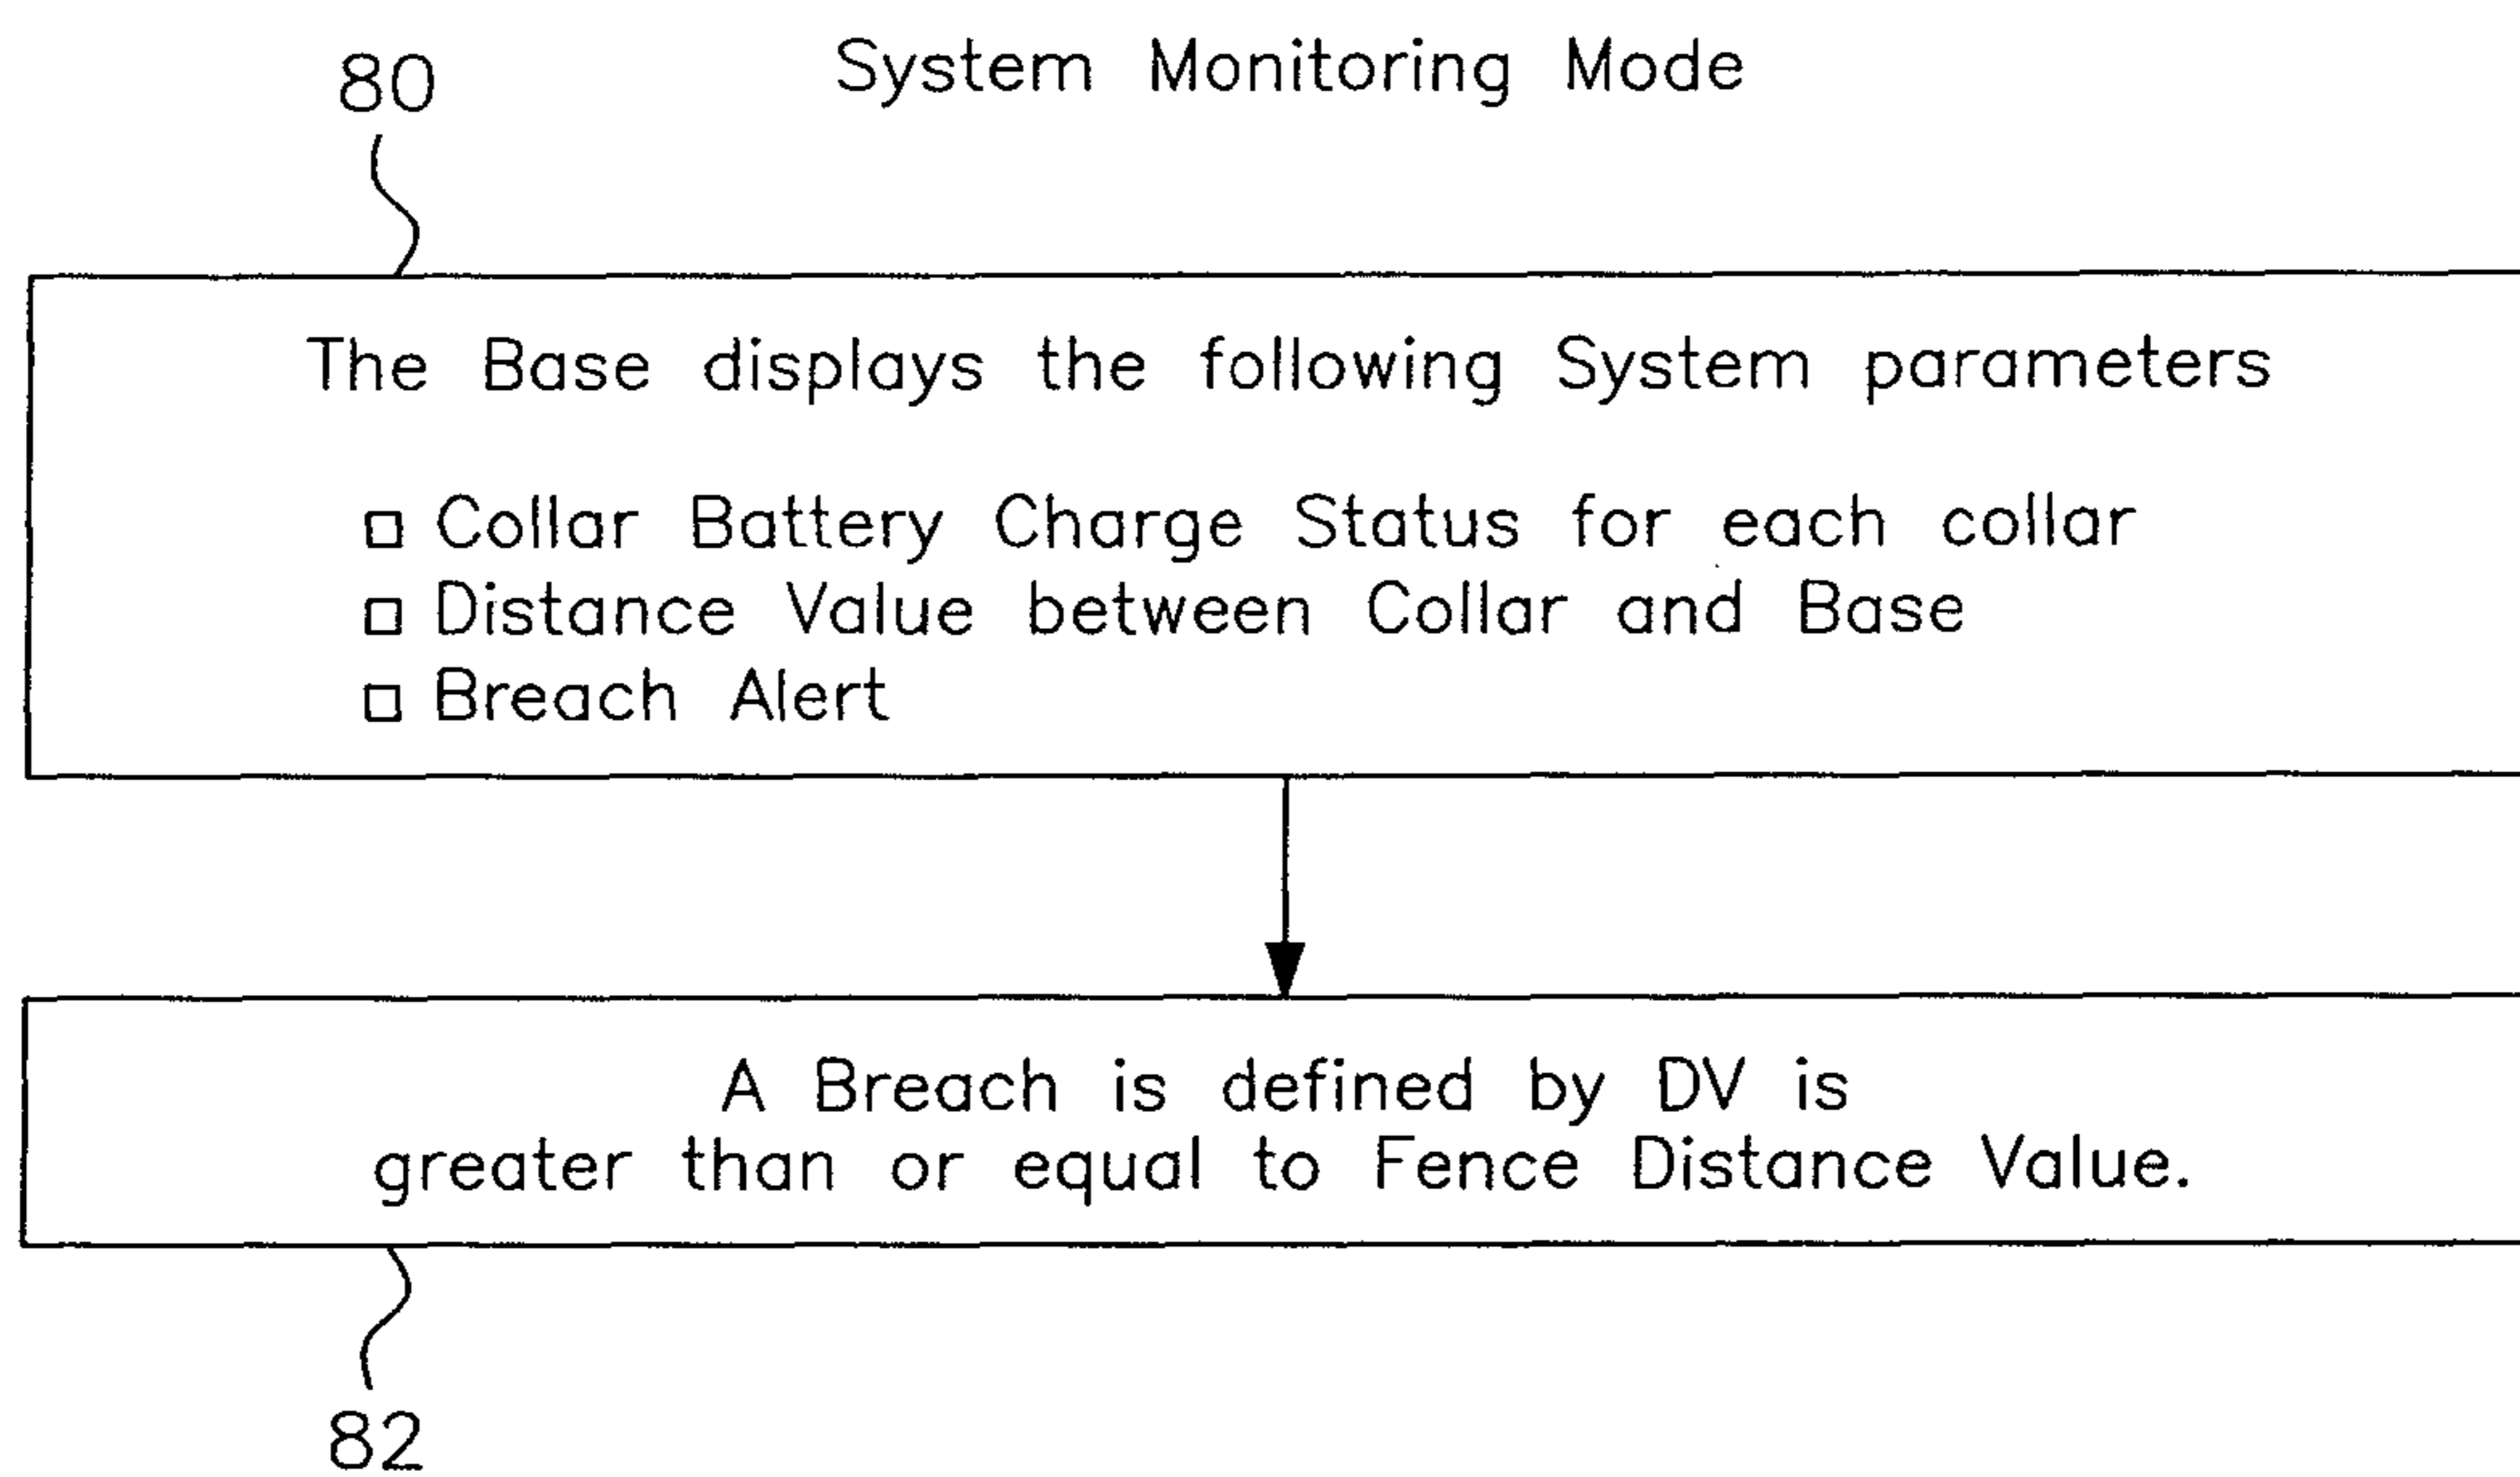 80
System Monitoring Mode
The Base displays the following System parameters
Collar Battery Charge Status for each collar
Distance Value between Collar and Base
Breach Alert
A Breach is defined by DV is
greater than or equal to Fence Distance Value.
82